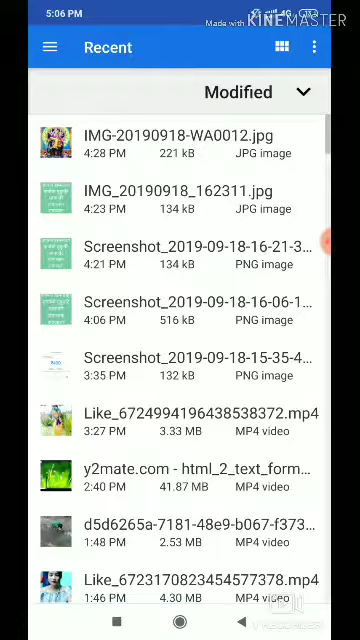 5:06 PM
4G
Made with KINEMASTER
Recent
Modified
IMG-20190918-WA0012.jpg
4:28 PM 221 kB JPG image
IMG_20190918_162311.jpg
4:23 PM 134 kB JPG image
Screenshot_2019-09-18-16-21-3...
4:21 PM 134 kB PNG image
Screenshot_2019-09-18-16-06-1...
4:06 PM 516 kB PNG image
Screenshot_2019-09-18-15-35-4...
3:35 PM 132 kB PNG image
Like_6724994196438538372.mp4
3:27 PM 3.33 MB MP4 video
y2mate.com - html_2_text_form...
2:40 PM 41.87 MB MP4 video
d5d6265a-7181-48e9-b067-f373...
1:48 PM 2.53 MB MP4 video
Like_6723170823454577378.mp4
1:46 PM 4.30 MB MP4 video